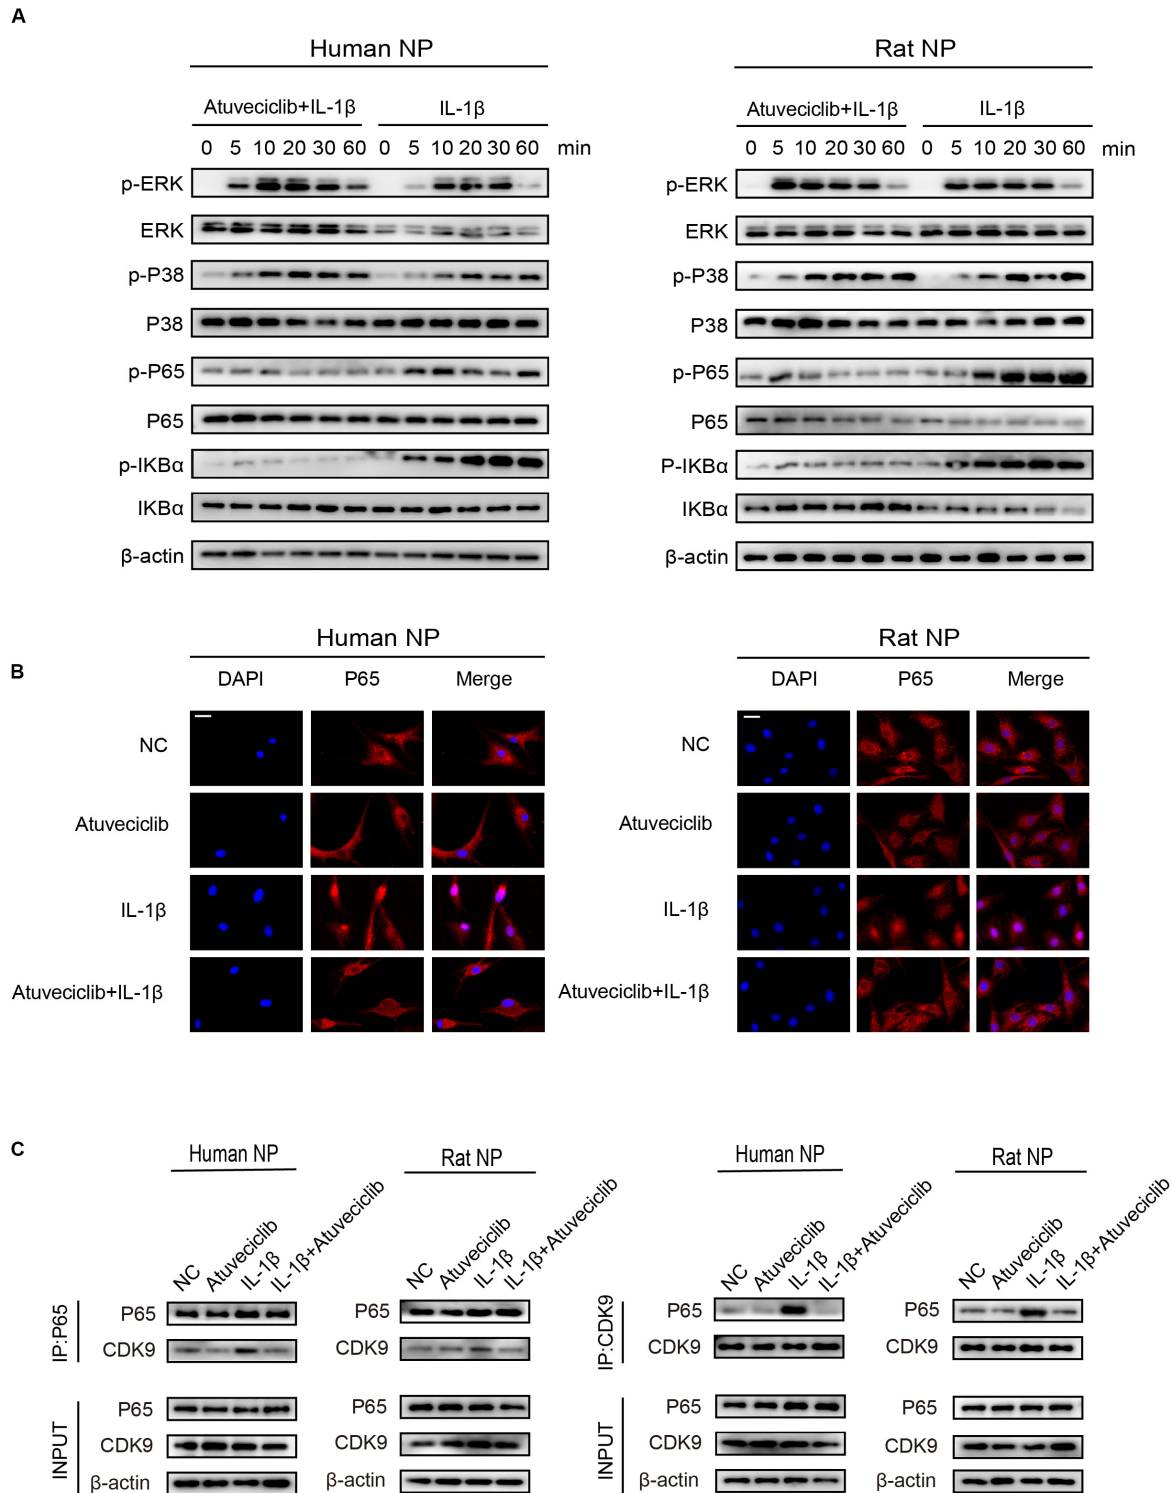 A
Human NP
Rat NP
Atuveciclib+IL-1β
IL-1β
Atuveciclib+IL-1β
IL-1β
0 5 10 20 30 60 0 5 10 20 30 60 min
0 5 10 20 30 60 0 5 10 20 30 60 min
p-ERK
p-ERK
ERK
ERK
p-P38
p-P38
P38
P38
p-P65
p-P65
P65
P65
p-IKBα
P-IKBα
IKBα
IKBα
β-actin
β-actin
B
Human NP
Rat NP
DAPI P65 Merge
DAPI P65 Merge
NC
NC
Atuveciclib
Atuveciclib
IL-1β
IL-1β
Atuveciclib+IL-1β
Atuveciclib+IL-1β
C
Human NP
Rat NP
Human NP
Rat NP
NC Atuveciclib IL-1β IL-1β+Atuveciclib
NC Atuveciclib IL-1β IL-1β+Atuveciclib
NC Atuveciclib IL-1β IL-1β+Atuveciclib
NC Atuveciclib IL-1β IL-1β+Atuveciclib
IP:P65
P65
P65
IP:CDK9
P65
P65
CDK9
CDK9
CDK9
CDK9
INPUT
P65
P65
INPUT
P65
P65
CDK9
CDK9
CDK9
CDK9
β-actin
β-actin
β-actin
β-actin